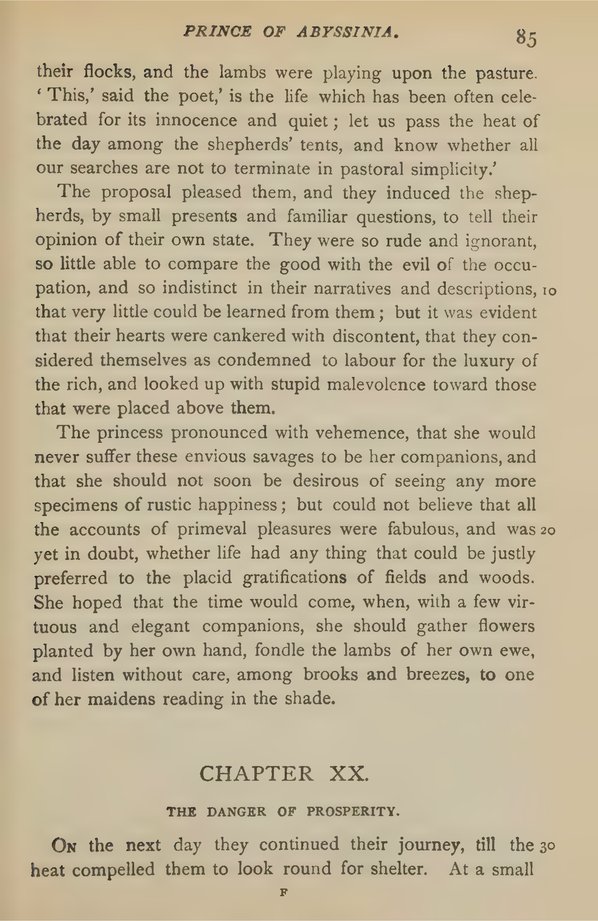 PRINCE OF ABYSSINIA. 85
their flocks, and the lambs were playing upon the pasture.
‘ This,’ said the poet,’ is the life which has been often cele-
brated for its innocence and quiet ; let us pass the heat of
the day among the shepherds’ tents, and know whether all
our searches are not to terminate in pastoral simplicity.’
The proposal pleased them, and they induced the shep-
herds, by small presents and familiar questions, to tell their
opinion of their own state. They were so rude and ignorant,
so little able to compare the good with the evil of the occu-
pation, and so indistinct in their narratives and descriptions, 10
that very little could be learned from them ; but it was evident
that their hearts were cankered with discontent, that they con-
sidered themselves as condemned to labour for the luxury of
the rich, and looked up with stupid malevolence toward those
that were placed above them.
The princess pronounced with vehemence, that she would
never suffer these envious savages to be her companions, and
that she should not soon be desirous of seeing any more
specimens of rustic happiness ; but could not believe that all
the accounts of primeval pleasures were fabulous, and was 20
yet in doubt, whether life had any thing that could be justly
preferred to the placid gratifications of fields and woods.
She hoped that the time would come, when, with a few vir-
tuous and elegant companions, she should gather flowers
planted by her own hand, fondle the lambs of her own ewe,
and listen without care, among brooks and breezes, to one
of her maidens reading in the shade.
CHAPTER XX.
THE DANGER OF PROSPERITY.
ON the next day they continued their journey, till the 30
heat compelled them to look round for shelter. At a small
F